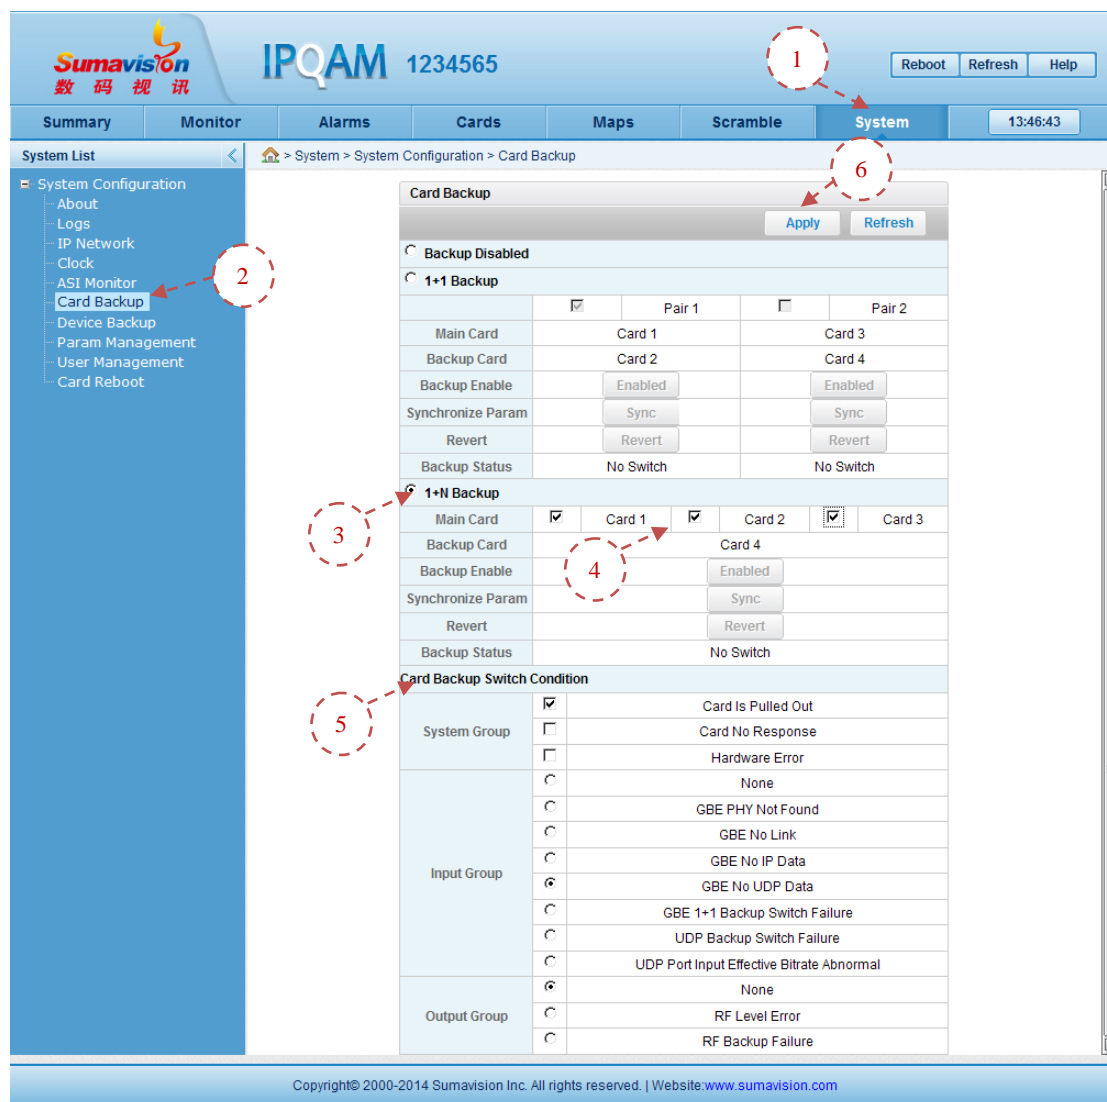 Sumavision
数 码 视 讯
IPQAM 1234565
1
Reboot Refresh Help
Summary Monitor Alarms Cards Maps Scramble System 13:46:43
System List
> System > System Configuration > Card Backup
6
System Configuration
About
Logs
IP Network
Clock
ASI Monitor
Card Backup
Device Backup
Param Management
User Management
Card Reboot
2
Card Backup
Apply Refresh
Backup Disabled
1+1 Backup
Pair 1 Pair 2
Main Card Card 1 Card 3
Backup Card Card 2 Card 4
Backup Enable Enabled Enabled
Synchronize Param Sync Sync
Revert Revert Revert
Backup Status No Switch No Switch
1+N Backup
3
Main Card Card 1 Card 2 Card 3
Backup Card Card 4
4
Backup Enable Enabled
Synchronize Param Sync
Revert Revert
Backup Status No Switch
Card Backup Switch Condition
5
System Group
Card Is Pulled Out
Card No Response
Hardware Error
Input Group
None
GBE PHY Not Found
GBE No Link
GBE No IP Data
GBE No UDP Data
GBE 1+1 Backup Switch Failure
UDP Backup Switch Failure
UDP Port Input Effective Bitrate Abnormal
Output Group
None
RF Level Error
RF Backup Failure
Copyright© 2000-2014 Sumavision Inc. All rights reserved. | Website:www.sumavision.com